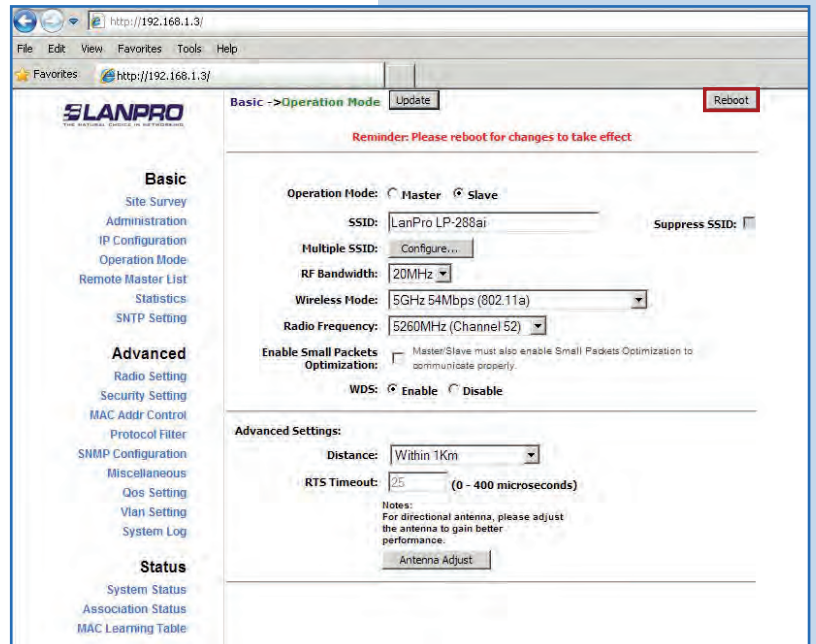 http://192.168.1.3/
File Edit View Favorites Tools Help
Favorites http://192.168.1.3/
LANPRO
THE NATURAL CHOICE IN NETWORKING
Basic ->Operation Mode Update Reboot
Reminder: Please reboot for changes to take effect
Basic
Site Survey
Administration
IP Configuration
Operation Mode
Remote Master List
Statistics
SNTP Setting
Advanced
Radio Setting
Security Setting
MAC Addr Control
Protocol Filter
SNMP Configuration
Miscellaneous
Qos Setting
Vlan Setting
System Log
Status
System Status
Association Status
MAC Learning Table
Operation Mode: Master Slave
SSID: LanPro LP-288ai Suppress SSID:
Multiple SSID: Configure...
RF Bandwidth: 20MHz
Wireless Mode: 5GHz 54Mbps (802.11a)
Radio Frequency: 5260MHz (Channel 52)
Enable Small Packets Optimization:
Master/Slave must also enable Small Packets Optimization to
communicate properly.
WDS: Enable Disable
Advanced Settings:
Distance: Within 1Km
RTS Timeout: 25 (0 - 400 microseconds)
Notes:
For directional antenna, please adjust
the antenna to gain better
performance.
Antenna Adjust